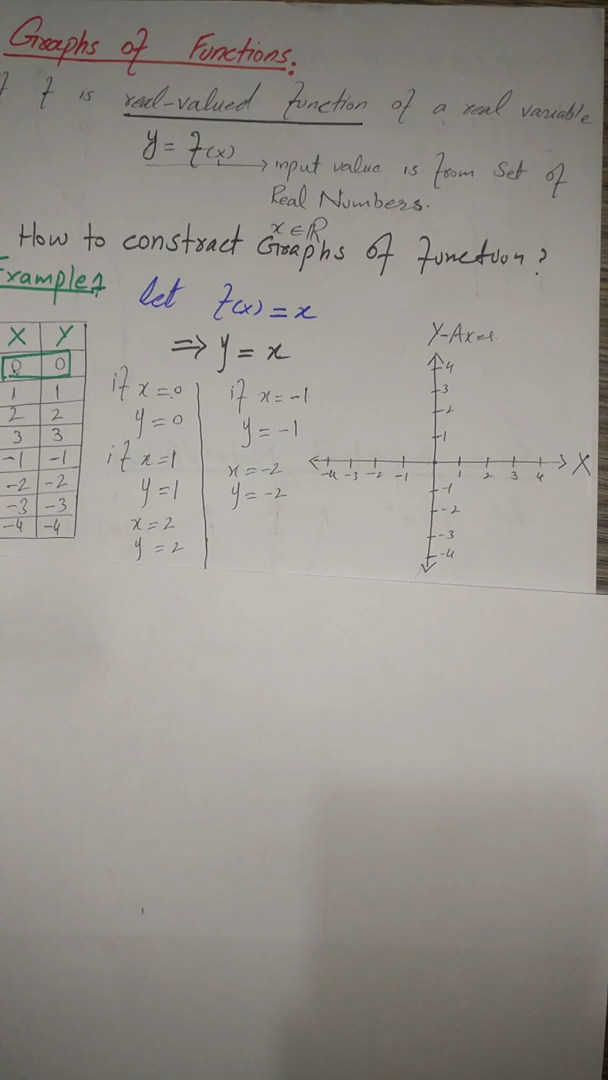 Graphs of Functions:
f is real-valued function of a real variable
y = f(x) → input value is from Set of
Real Numbers.
x ∈ ℝ
How to constract Graphs of function?
Example 1
let f(x) = x
⇒ y = x
X Y
0 0
1 1
2 2
3 3
-1 -1
-2 -2
-3 -3
-4 -4
if x = 0
y = 0
if x = 1
y = 1
x = 2
y = 2
if x = -1
y = -1
x = -2
y = -2
Y-Axes
4
3
2
1
-4 -3 -2 -1 1 2 3 4 X
-1
-2
-3
-4